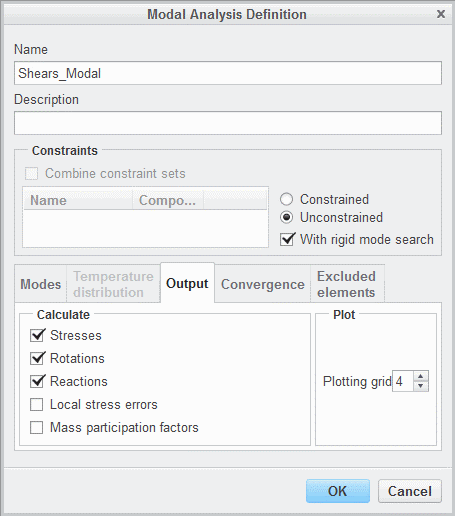 Modal Analysis Definition
x
Name
Shears_Modal
Description
Constraints
Combine constraint sets
Name Compo...
Constrained
Unconstrained
With rigid mode search
Modes
Temperature
distribution
Output
Convergence
Excluded
elements
Calculate
Stresses
Rotations
Reactions
Local stress errors
Mass participation factors
Plot
Plotting grid 4
OK Cancel